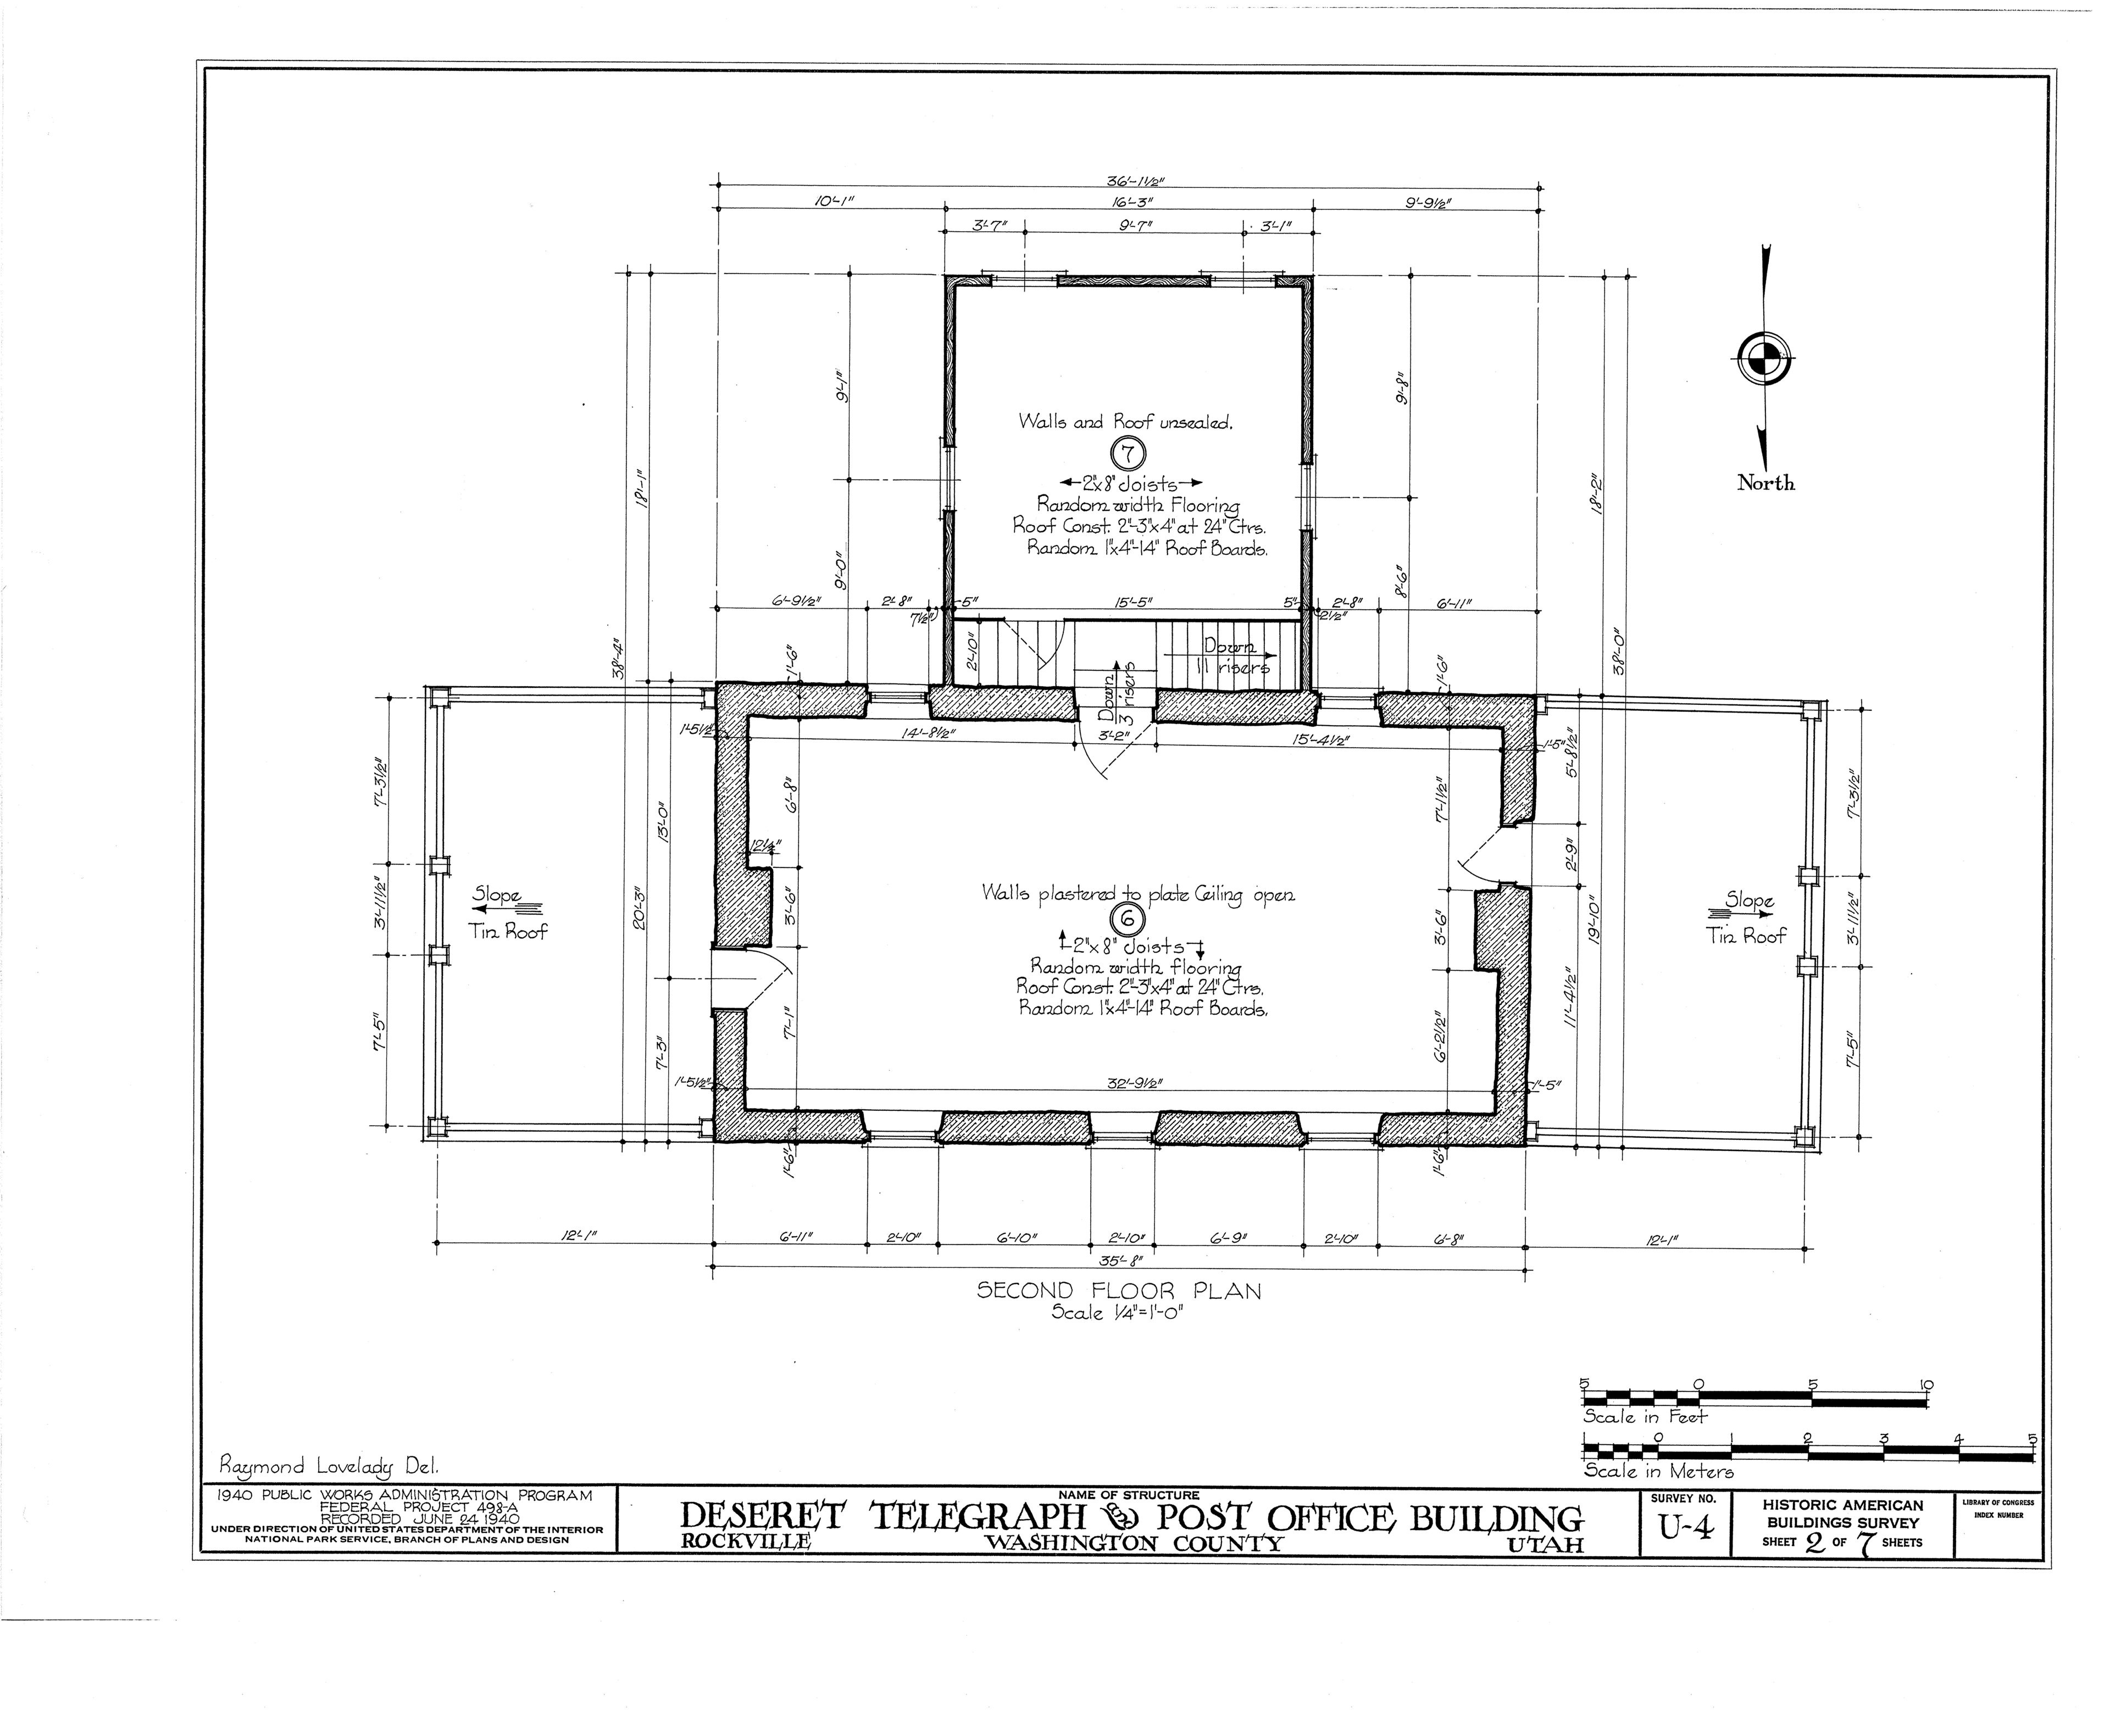 36'-1½"
10'-1"
16'-3"
9'-9½"
3'-7"
9'-7"
3'-1"
9'-1"
9'-8"
18'-1"
18'-2"
North
Walls and Roof unsealed.
7
2"x8" Joists
Random width Flooring
Roof Const. 2"-3"x4" at 24" Ctrs.
Random 1"x4"-14" Roof Boards.
9'-0"
8'-6"
6'-9½"
2'-8"
7½"
5"
15'-5"
5"
2½"
2'-8"
6'-11"
38'-4"
38'-0"
2'-10"
Down
11 risers
Down
3 risers
1'-6"
1'-6"
1'-5½"
14'-8½"
3'-2"
15'-4½"
1'-5"
5'-8½"
7'-3½"
13'-0"
6'-8"
7'-1½"
7'-3½"
12½"
2'-9"
Slope
Tin Roof
3'-11½"
20'-3"
3'-6"
Walls plastered to plate Ceiling open
6
2"x8" Joists
Random width flooring
Roof Const. 2"-3"x4" at 24" Ctrs.
Random 1"x4"-14" Roof Boards.
3'-6"
19'-10"
Slope
Tin Roof
3'-11½"
7'-5"
7'-3"
7'-1"
6'-2½"
11'-4½"
7'-5"
1'-5½"
32'-9½"
1'-5"
1'-6"
1'-6"
12'-1"
6'-11"
2'-10"
6'-10"
2'-10"
6'-9"
2'-10"
6'-8"
12'-1"
35'-8"
SECOND FLOOR PLAN
Scale ¼"=1'-0"
5 0 5 10
Scale in Feet
1 0 1 2 3 4 5
Scale in Meters
Raymond Lovelady Del.
1940 PUBLIC WORKS ADMINISTRATION PROGRAM
FEDERAL PROJECT 498-A
RECORDED JUNE 24 1940
UNDER DIRECTION OF UNITED STATES DEPARTMENT OF THE INTERIOR
NATIONAL PARK SERVICE, BRANCH OF PLANS AND DESIGN
NAME OF STRUCTURE
DESERET TELEGRAPH & POST OFFICE BUILDING
ROCKVILLE WASHINGTON COUNTY UTAH
SURVEY NO.
U-4
HISTORIC AMERICAN
BUILDINGS SURVEY
SHEET 2 OF 7 SHEETS
LIBRARY OF CONGRESS
INDEX NUMBER